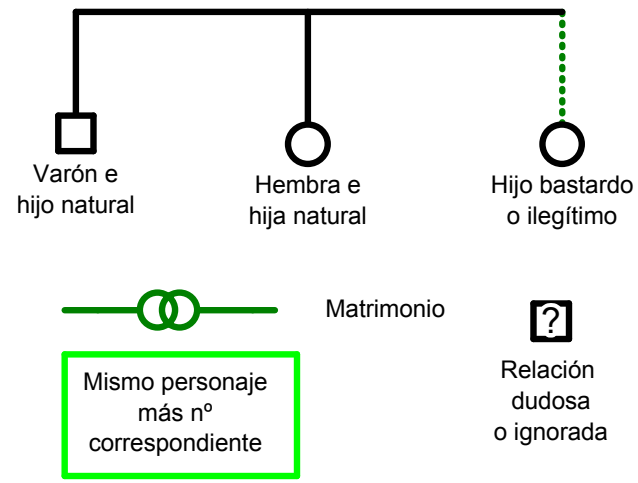 Varón e
hijo natural
Hembra e
hija natural
Hijo bastardo
o ilegítimo
Matrimonio
?
Mismo personaje
más nº
correspondiente
Relación
dudosa
o ignorada